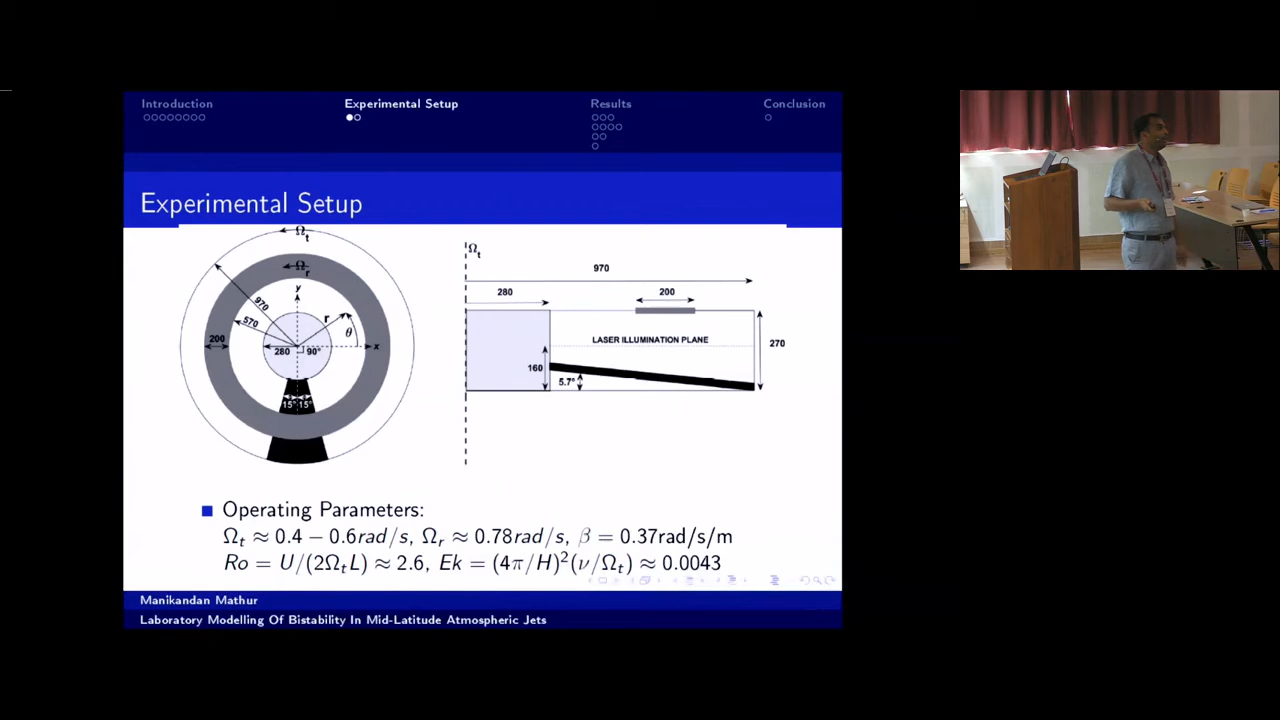 Introduction
Experimental Setup
Results
Conclusion
Experimental Setup
Ωt
Ωr
y
970
570
r
θ
200
280
90°
x
15° 15°
Ωt
970
280
200
LASER ILLUMINATION PLANE
270
160
5.7°
Operating Parameters:
Ωt ≈ 0.4 − 0.6rad/s, Ωr ≈ 0.78rad/s, β = 0.37rad/s/m
Ro = U/(2ΩtL) ≈ 2.6, Ek = (4π/H)²(ν/Ωt) ≈ 0.0043
Manikandan Mathur
Laboratory Modelling Of Bistability In Mid-Latitude Atmospheric Jets